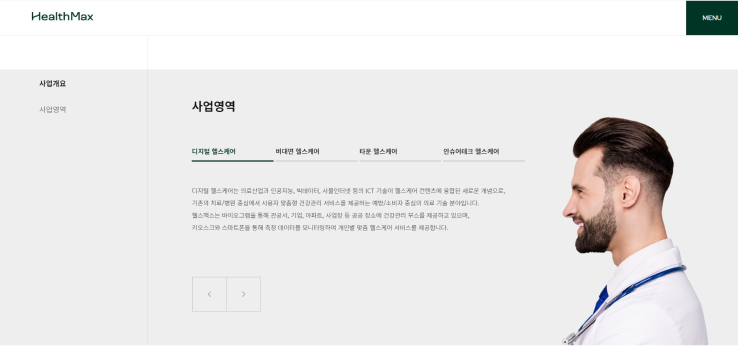 HealthMax
MENU
사업개요
사업영역
사업영역
디지털 헬스케어
비대면 헬스케어
타운 헬스케어
인슈어테크 헬스케어
디지털 헬스케어는 의료산업과 인공지능, 빅데이터, 사물인터넷 등의 ICT 기술이 헬스케어 컨텐츠에 융합된 새로운 개념으로,
기존의 치료/병원 중심에서 사용자 맞춤형 건강관리 서비스를 제공하는 예방/소비자 중심의 의료 기술 분야입니다.
헬스맥스는 바이오그램을 통해 관공서, 기업, 아파트, 사업장 등 공공 장소에 건강관리 부스를 제공하고 있으며,
키오스크와 스마트폰을 통해 측정 데이터를 모니터링하여 개인별 맞춤 헬스케어 서비스를 제공합니다.